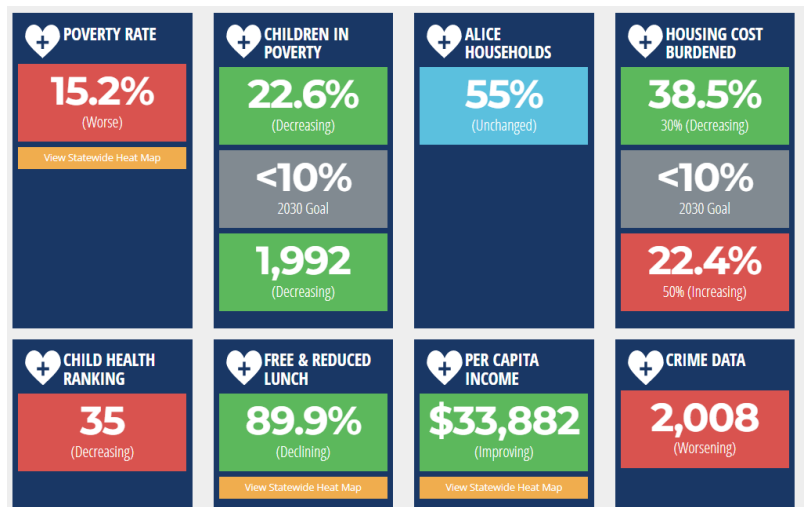 POVERTY RATE
15.2%
(Worse)
View Statewide Heat Map
CHILDREN IN
POVERTY
22.6%
(Decreasing)
<10%
2030 Goal
1,992
(Decreasing)
ALICE
HOUSEHOLDS
55%
(Unchanged)
HOUSING COST
BURDENED
38.5%
30% (Decreasing)
<10%
2030 Goal
22.4%
50% (Increasing)
CHILD HEALTH
RANKING
35
(Decreasing)
FREE & REDUCED
LUNCH
89.9%
(Declining)
View Statewide Heat Map
PER CAPITA
INCOME
$33,882
(Improving)
View Statewide Heat Map
CRIME DATA
2,008
(Worsening)